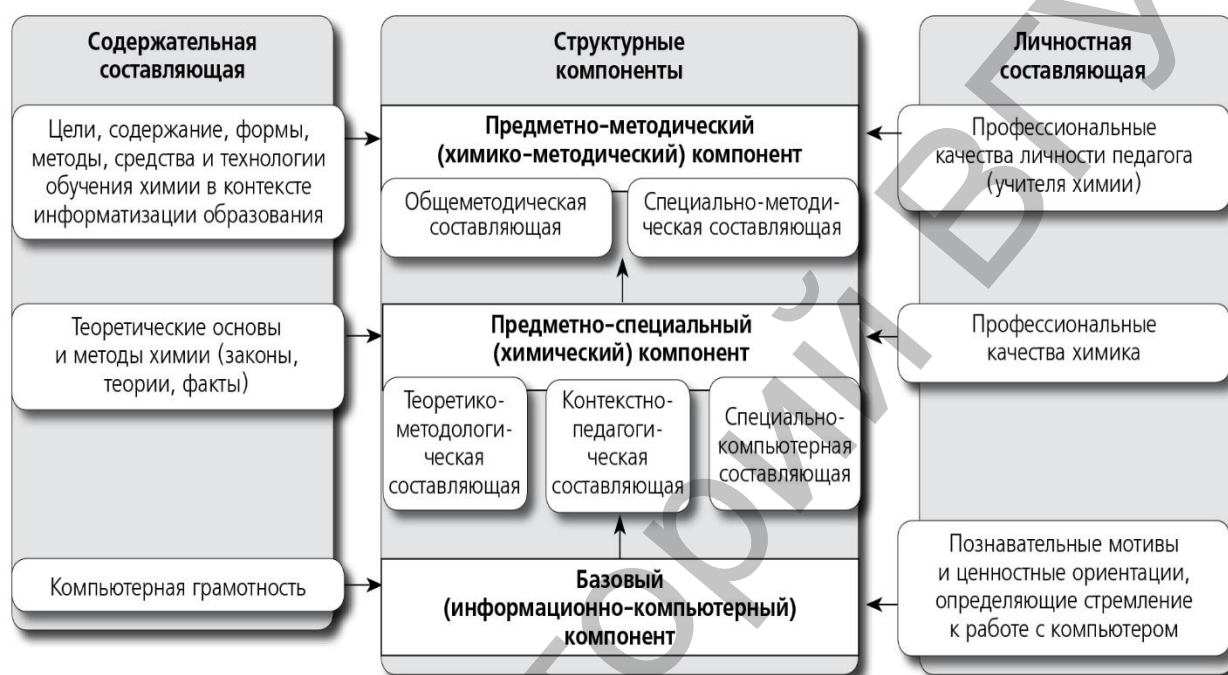 Содержательная
составляющая
Цели, содержание, формы,
методы, средства и технологии
обучения химии в контексте
информатизации образования
Теоретические основы
и методы химии (законы,
теории, факты)
Компьютерная грамотность
Структурные
компоненты
Предметно-методический
(химико-методический) компонент
Общеметодическая
составляющая
Специально-методи-
ческая составляющая
Предметно-специальный
(химический) компонент
Теоретико-
методологи-
ческая
составляющая
Контекстно-
педагоги-
ческая
составляющая
Специально-
компьютерная
составляющая
Базовый
(информационно-компьютерный)
компонент
Личностная
составляющая
Профессиональные
качества личности педагога
(учителя химии)
Профессиональные
качества химика
Познавательные мотивы
и ценностные ориентации,
определяющие стремление
к работе с компьютером
торий ВГУ